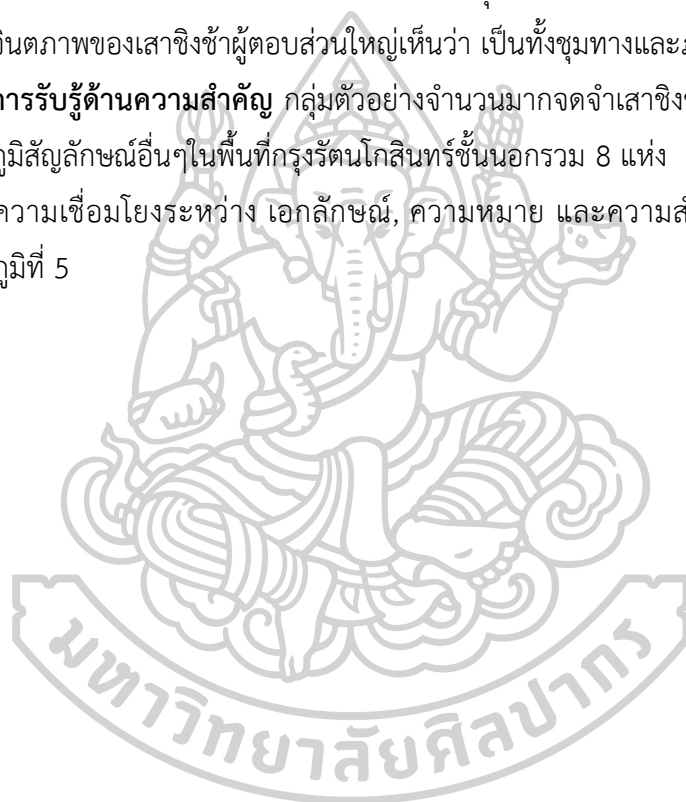 ินตภาพของเสาชิงช้าผู้ตอบส่วนใหญ่เห็นว่า เป็นทั้งชุมทางและ
การรับรู้ด้านความสำคัญ กลุ่มตัวอย่างจำนวนมากจดจำเสาชิงช
ูมิสัญลักษณ์อื่นๆในพื้นที่กรุงรัตนโกสินทร์ชั้นนอกรวม 8 แห่ง
ความเชื่อมโยงระหว่าง เอกลักษณ์, ความหมาย และความส
ูมิที่ 5
มหาวิทยาลัยศิลปากร